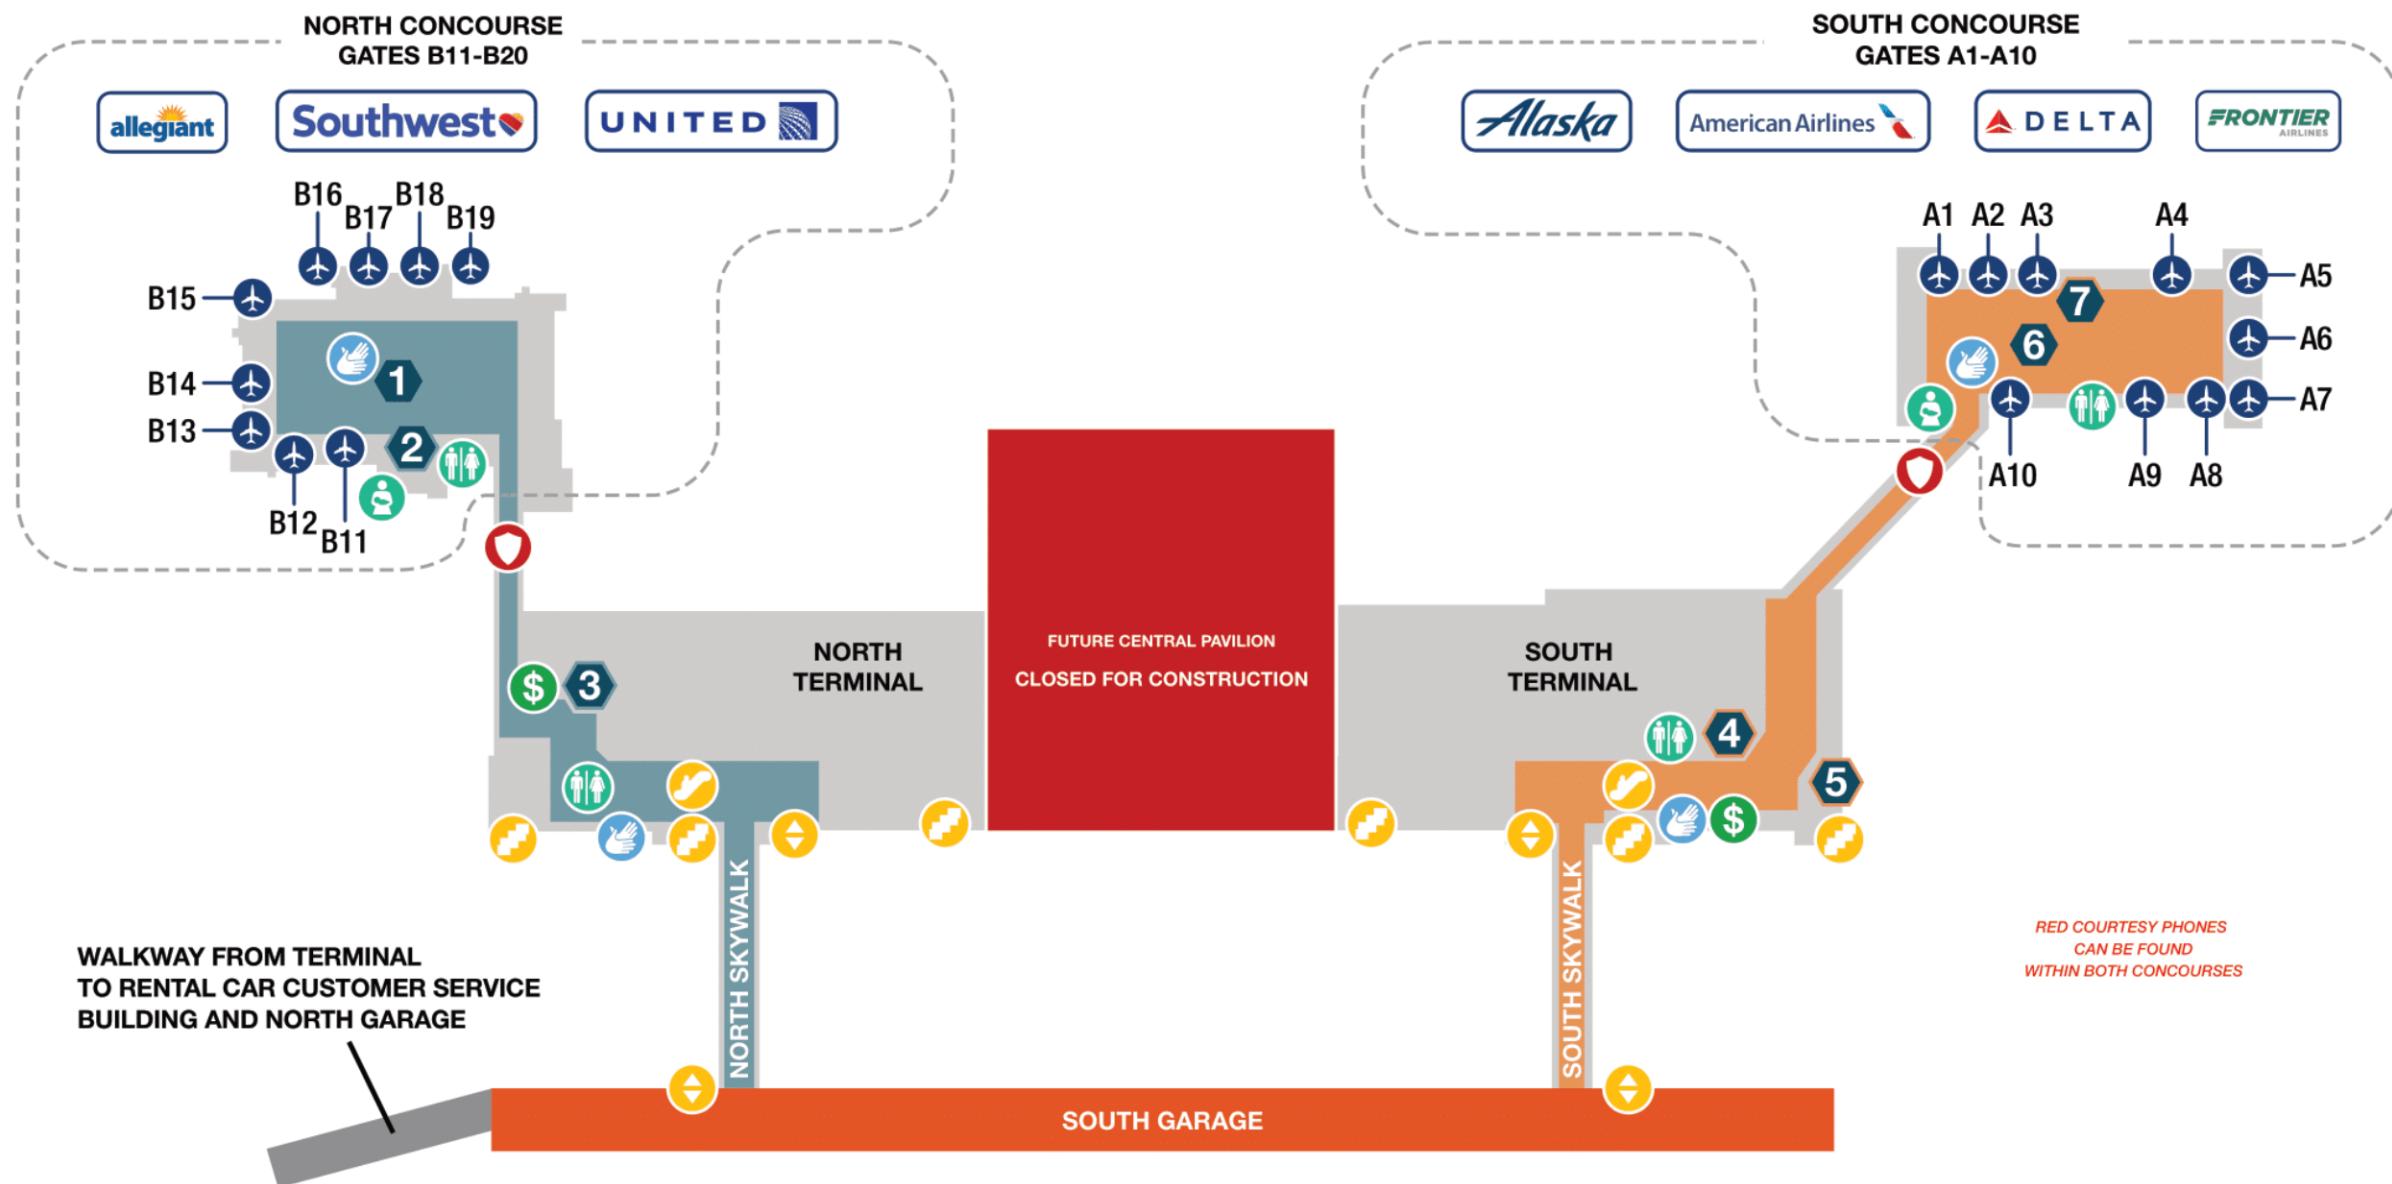 NORTH CONCOURSE
GATES B11-B20
allegiant
Southwest
UNITED
SOUTH CONCOURSE
GATES A1-A10
Alaska
American Airlines
DELTA
FRONTIER
AIRLINES
B16
B17
B18
B19
B15
B14
B13
B12
B11
1
2
A1
A2
A3
A4
A5
A6
A7
A8
A9
A10
7
6
NORTH
TERMINAL
3
$
FUTURE CENTRAL PAVILION
CLOSED FOR CONSTRUCTION
SOUTH
TERMINAL
4
5
$
NORTH SKYWALK
SOUTH SKYWALK
RED COURTESY PHONES
CAN BE FOUND
WITHIN BOTH CONCOURSES
WALKWAY FROM TERMINAL
TO RENTAL CAR CUSTOMER SERVICE
BUILDING AND NORTH GARAGE
SOUTH GARAGE